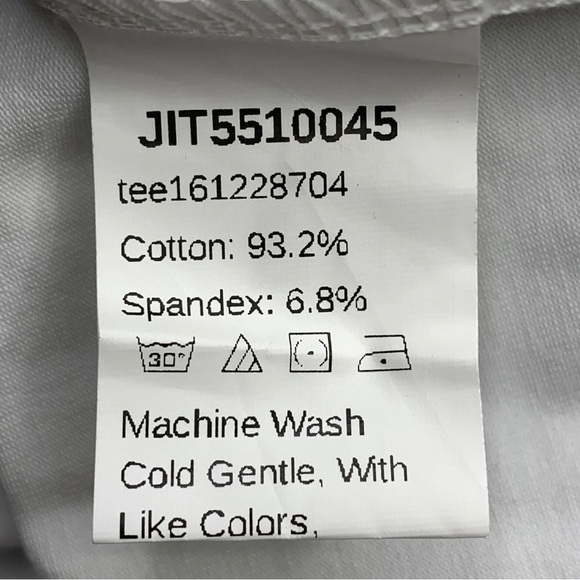 JIT5510045
tee161228704
Cotton: 93.2%
Spandex: 6.8%
30°
Machine Wash
Cold Gentle, With
Like Colors,